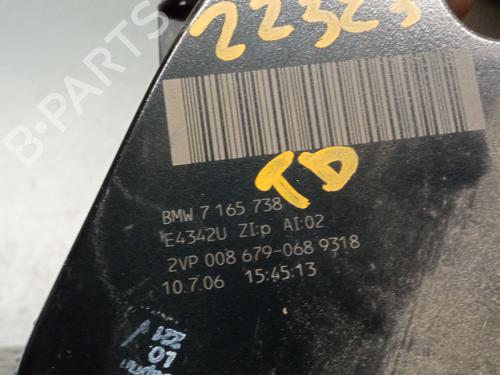 22323
TD
BMW 7 165 738
E4342U ZI:p AI:02
2VP 008 679-068 9318
10.7.06 15:45:13
B-PARTS